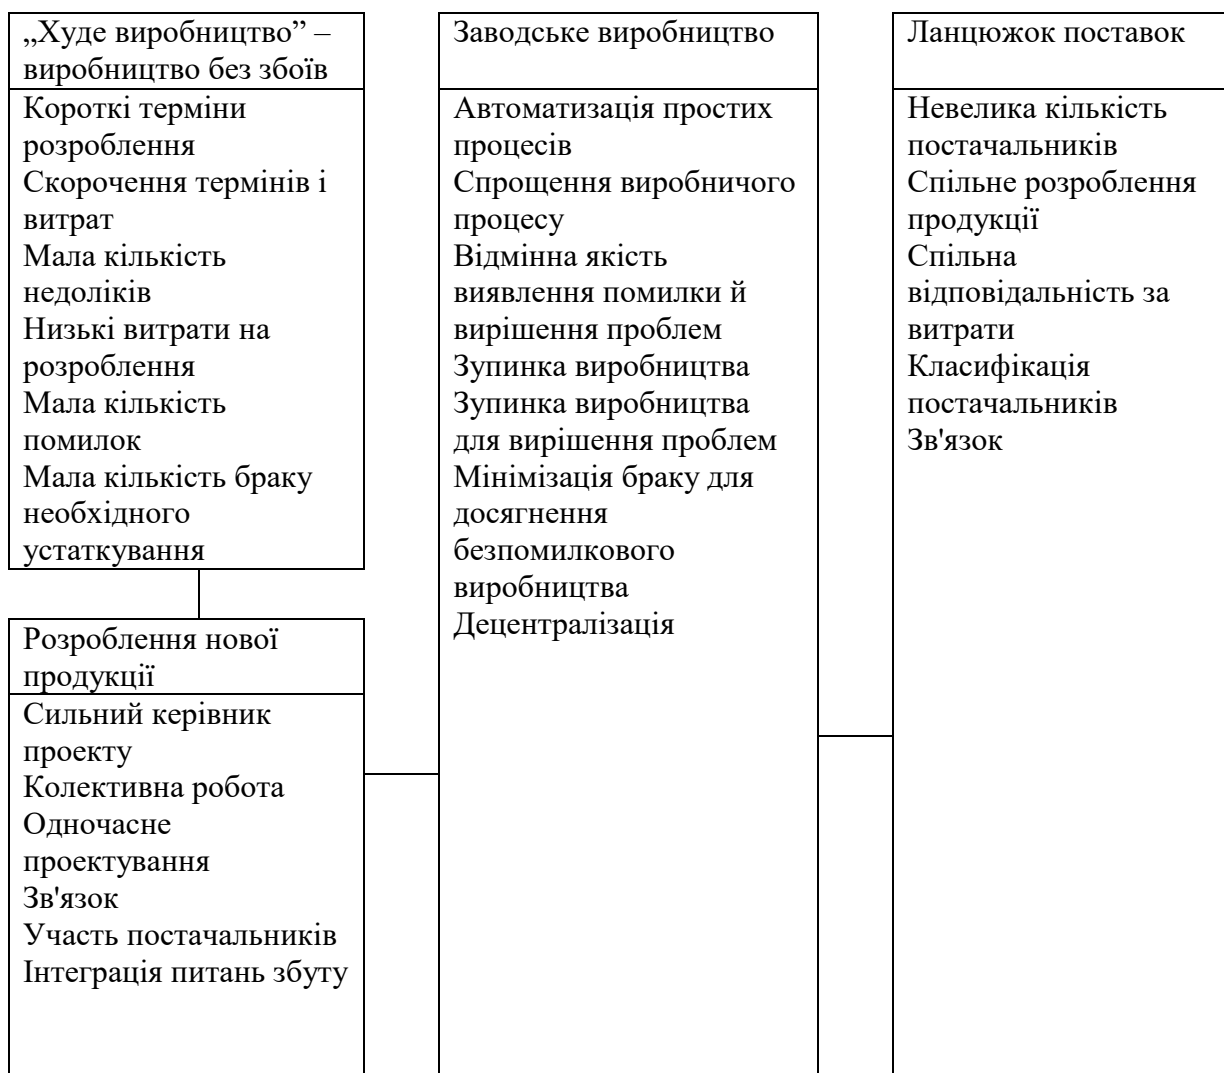 „Худе виробництво” –
виробництво без збоїв
Короткі терміни
розроблення
Скорочення термінів і
витрат
Мала кількість
недоліків
Низькі витрати на
розроблення
Мала кількість
помилок
Мала кількість браку
необхідного
устаткування
Розроблення нової
продукції
Сильний керівник
проекту
Колективна робота
Одночасне
проектування
Зв'язок
Участь постачальників
Інтеграція питань збуту
Заводське виробництво
Автоматизація простих
процесів
Спрощення виробничого
процесу
Відмінна якість
виявлення помилки й
вирішення проблем
Зупинка виробництва
Зупинка виробництва
для вирішення проблем
Мінімізація браку для
досягнення
безпомилкового
виробництва
Децентралізація
Ланцюжок поставок
Невелика кількість
постачальників
Спільне розроблення
продукції
Спільна
відповідальність за
витрати
Класифікація
постачальників
Зв'язок